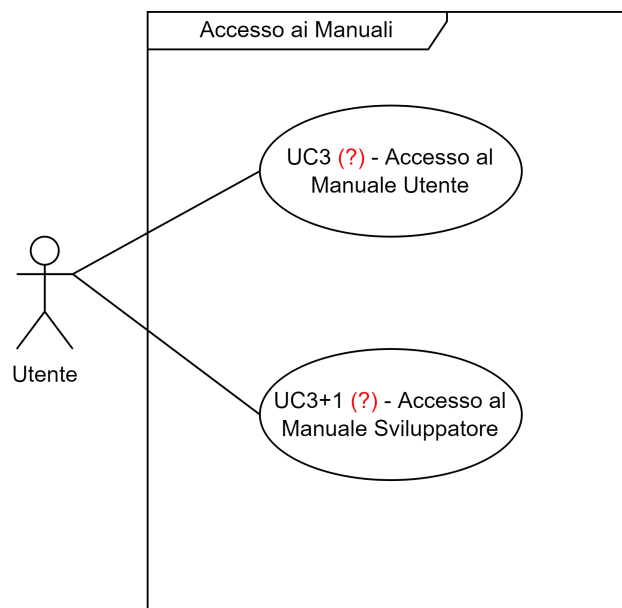 Accesso ai Manuali
UC3 (?) - Accesso al
Manuale Utente
Utente
UC3+1 (?) - Accesso al
Manuale Sviluppatore